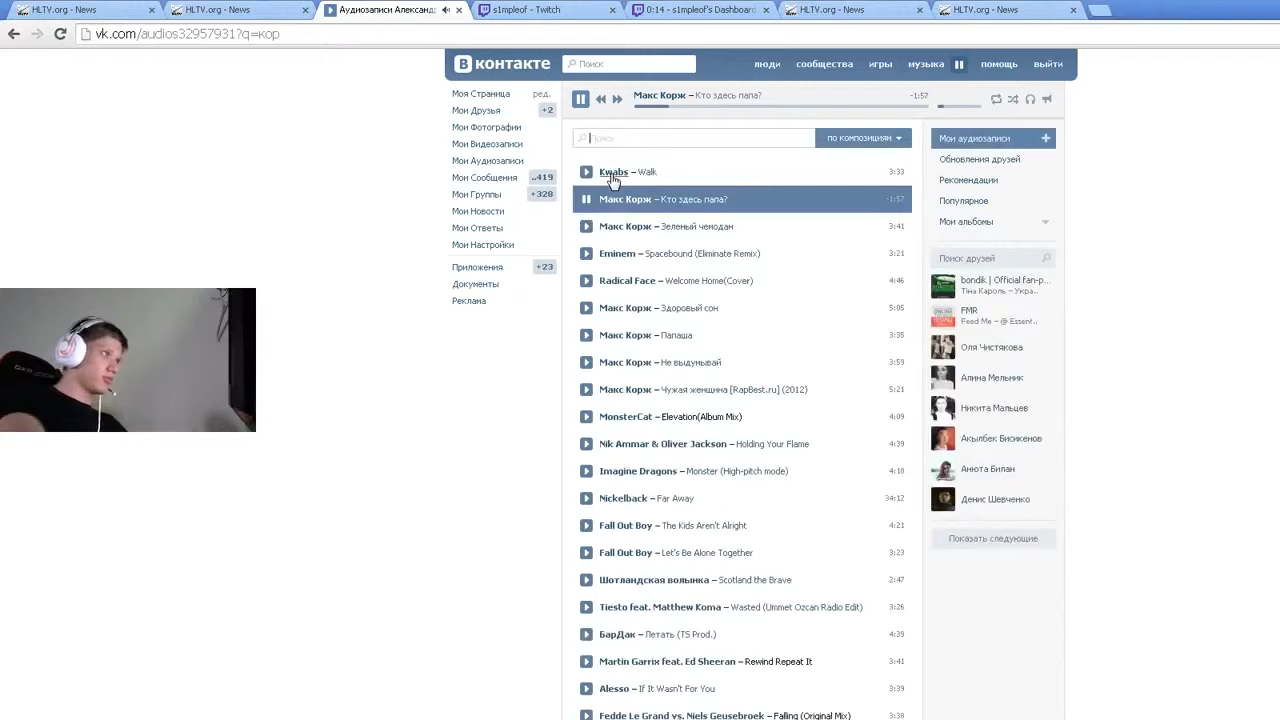 HLTV.org - News
HLTV.org - News
Аудиозаписи Александр
s1mpleof - Twitch
0:14 - s1mpleof's Dashboard
HLTV.org - News
HLTV.org - News
vk.com/audios32957931?q=кор
В контакте
Поиск
люди
сообщества
игры
музыка
помощь
выйти
Моя Страница ред.
Мои Друзья +2
Мои Фотографии
Мои Видеозаписи
Мои Аудиозаписи
Мои Сообщения ..419
Мои Группы +328
Мои Новости
Мои Ответы
Мои Настройки
Приложения +23
Документы
Реклама
Макс Корж – Кто здесь папа? -1:57
Поиск
по композициям
Kwabs – Walk 3:33
Макс Корж – Кто здесь папа? -1:57
Макс Корж – Зеленый чемодан 3:41
Eminem – Spacebound (Eliminate Remix) 3:21
Radical Face – Welcome Home(Cover) 4:46
Макс Корж – Здоровый сон 5:05
Макс Корж – Папаша 3:35
Макс Корж – Не выдумывай 3:59
Макс Корж – Чужая женщина [RapBest.ru] (2012) 5:21
MonsterCat – Elevation(Album Mix) 4:09
Nik Ammar & Oliver Jackson – Holding Your Flame 4:39
Imagine Dragons – Monster (High-pitch mode) 4:10
Nickelback – Far Away 34:12
Fall Out Boy – The Kids Aren't Alright 4:21
Fall Out Boy – Let's Be Alone Together 3:23
Шотландская волынка – Scotland the Brave 2:47
Tiesto feat. Matthew Koma – Wasted (Ummet Ozcan Radio Edit) 3:26
БарДак – Летать (TS Prod.) 4:39
Martin Garrix feat. Ed Sheeran – Rewind Repeat It 3:41
Alesso – If It Wasn't For You 3:39
Fedde Le Grand vs. Niels Geusebroek – Falling (Original Mix) 3:30
Мои аудиозаписи +
Обновления друзей
Рекомендации
Популярное
Мои альбомы
Поиск друзей
bondik | Official.fan-p...
Тіна Кароль – Укра..
FMR
Feed Me – @ Essent..
Оля Чистякова
Алина Мельник
Никита Мальцев
Акылбек Бисикенов
Анюта Билан
Денис Шевченко
Показать следующие